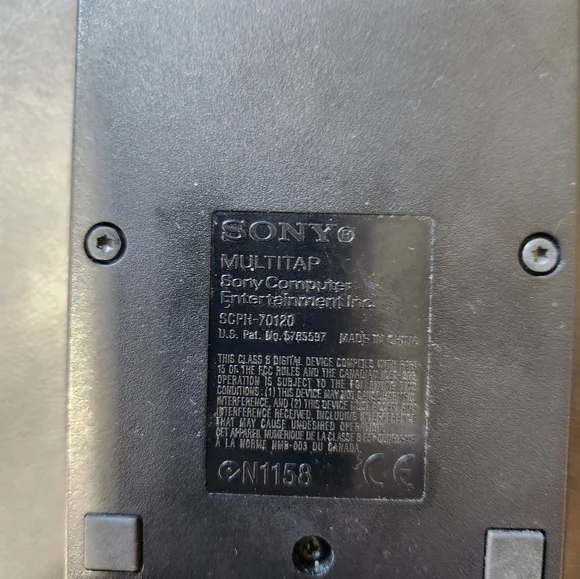 SONY®
MULTITAP
Sony Computer
Entertainment Inc.
SCPH-70120
U.S. Pat. No. 5765597 MADE IN CHINA
THIS CLASS B DIGITAL DEVICE COMPLIES WITH PART
15 OF THE FCC RULES AND THE CANADIAN ICES-003.
OPERATION IS SUBJECT TO THE FOLLOWING TWO
CONDITIONS: (1) THIS DEVICE MAY NOT CAUSE HARMFUL
INTERFERENCE, AND (2) THIS DEVICE MUST ACCEPT ANY
INTERFERENCE RECEIVED, INCLUDING INTERFERENCE
THAT MAY CAUSE UNDESIRED OPERATION.
CET APPAREIL NUMÉRIQUE DE LA CLASSE B EST CONFORME
A LA NORME NMB-003 DU CANADA.
N1158 CE